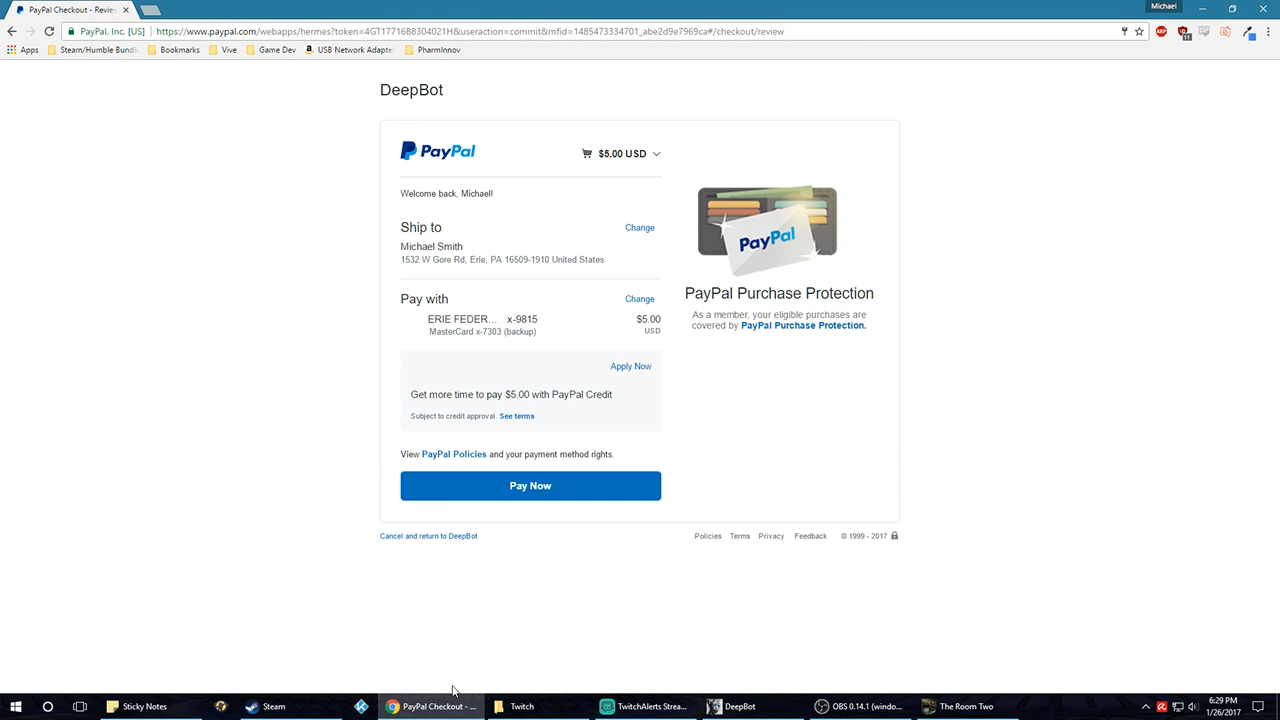 PayPal Checkout - Review
Michael
PayPal, Inc. [US]
https://www.paypal.com/webapps/hermes?token=4GT17716B8304021H&useraction=commit&mfid=1485473334701_abe2d9e7969ca#/checkout/review
Apps Steam/Humble Bundl Bookmarks Vive Game Dev USB Network Adapte PharmInnov
DeepBot
PayPal
$5.00 USD
Welcome back, Michael!
Ship to Change
Michael Smith
1532 W Gore Rd, Erie, PA 16509-1910 United States
Pay with Change
ERIE FEDER... x-9815 $5.00
MasterCard x-7303 (backup) USD
Apply Now
Get more time to pay $5.00 with PayPal Credit
Subject to credit approval. See terms
View PayPal Policies and your payment method rights.
Pay Now
PayPal
PayPal Purchase Protection
As a member, your eligible purchases are
covered by PayPal Purchase Protection.
Cancel and return to DeepBot
Policies Terms Privacy Feedback © 1999 - 2017
Sticky Notes Steam PayPal Checkout - ... Twitch TwitchAlerts Strea... DeepBot OBS 0.14.1 (windo... The Room Two
6:29 PM
1/26/2017